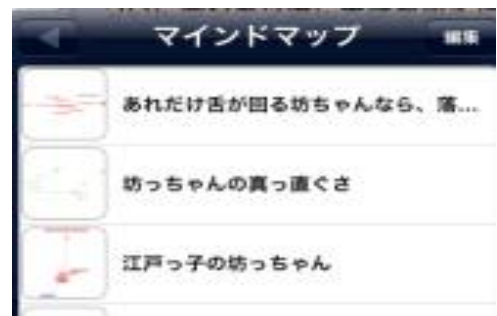 マインドマップ
編集
あれだけ舌が回る坊ちゃんなら、落...
坊っちゃんの真っ直ぐさ
江戸っ子の坊っちゃん